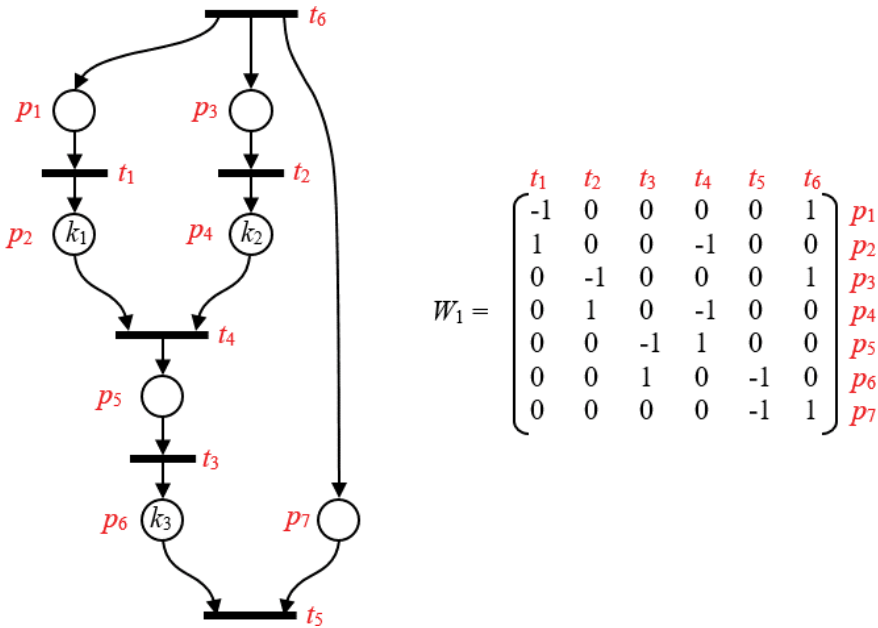 t6
p1 p3
t1 t2
p2 k1 p4 k2
t4
p5
t3
p6 k3 p7
t5
t1 t2 t3 t4 t5 t6
-1 0 0 0 0 1 p1
1 0 0 -1 0 0 p2
0 -1 0 0 0 1 p3
W1 = 0 1 0 -1 0 0 p4
0 0 -1 1 0 0 p5
0 0 1 0 -1 0 p6
0 0 0 0 -1 1 p7